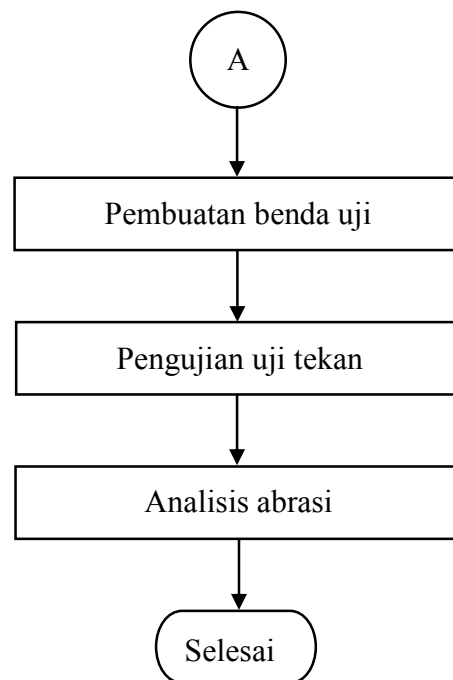 A
Pembuatan benda uji
Pengujian uji tekan
Analisis abrasi
Selesai